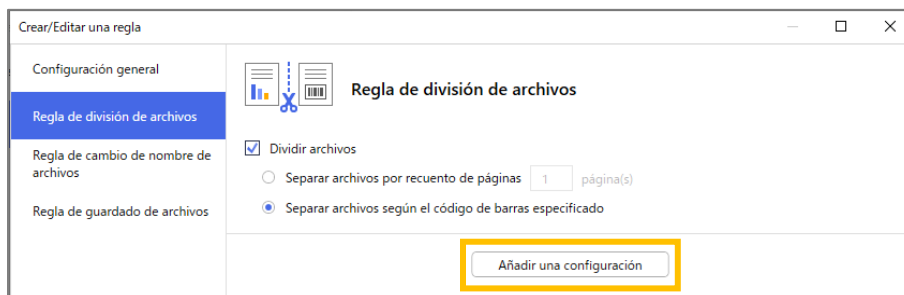 Crear/Editar una regla
Configuración general
Regla de división de archivos
Regla de cambio de nombre de
archivos
Regla de guardado de archivos
Regla de división de archivos
Dividir archivos
Separar archivos por recuento de páginas 1 página(s)
Separar archivos según el código de barras especificado
Añadir una configuración